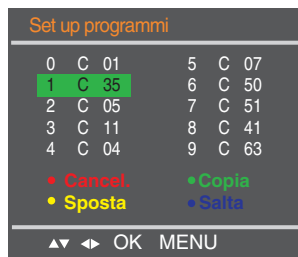 Set up programmi
0 C 01 5 C 07
1 C 35 6 C 50
2 C 05 7 C 51
3 C 11 8 C 41
4 C 04 9 C 63
• Cancel. • Copia
• Sposta • Salta
▲▼ ◀▶ OK MENU